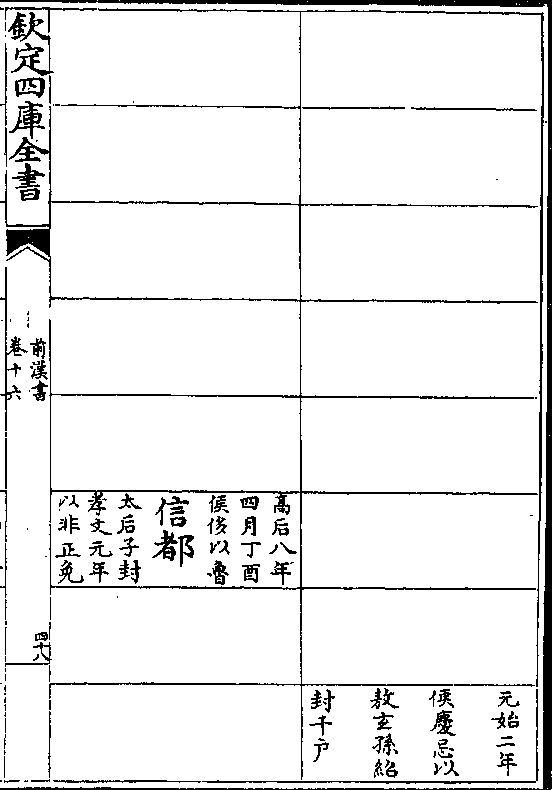 元始二年
侯慶忌以
敖玄孫紹
封千户
高后八年
四月丁酉
侯侈以魯
信都
太后子封
孝文元年
以非正免
欽定四庫全書
前漢書
卷十六
四十八